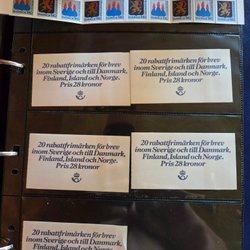 20 rabattfrimärken för brev
inom Sverige och till Danmark,
Finland, Island och Norge.
Pris 28 kronor
20 rabattfrimärken för brev
inom Sverige och till Danmark,
Finland, Island och Norge.
Pris 28 kronor
20 rabattfrimärken för brev
inom Sverige och till Danmark,
Finland, Island och Norge.
Pris 28 kronor
20 rabattfrimärken för brev
inom Sverige och till Danmark,
Finland, Island och Norge.
Pris 28 kronor
20 rabattfrimärken för brev
inom Sverige och till Danmark,
Finland, Island och Norge.
Pris 28 kronor